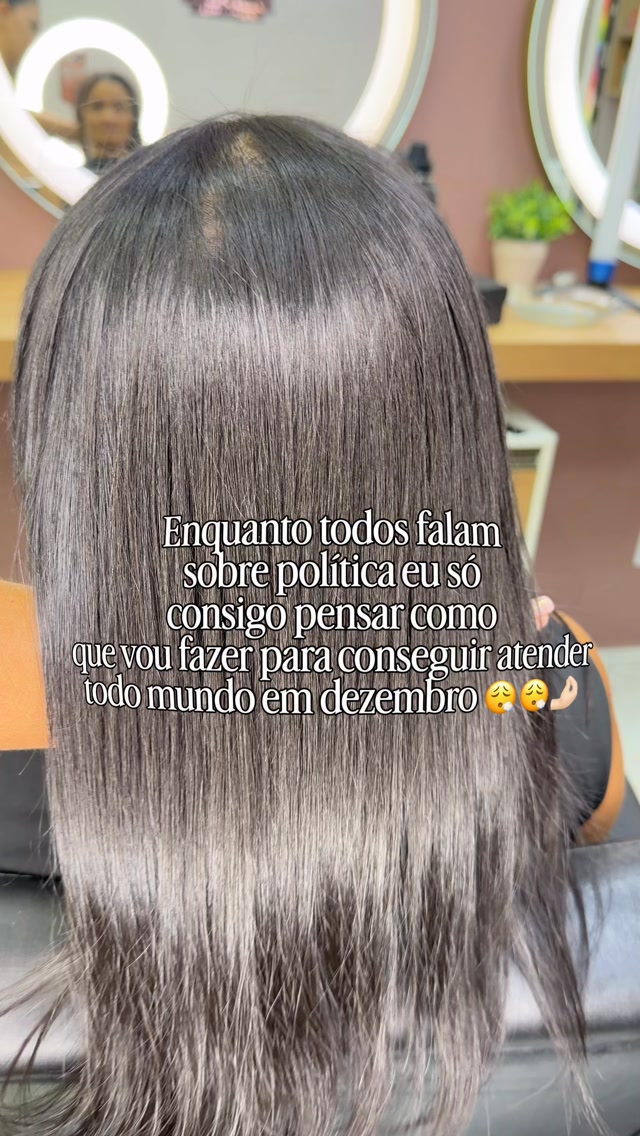 Enquanto todos falam
sobre política eu só
consigo pensar como
que vou fazer para conseguir atender
todo mundo em dezembro 😮‍💨😮‍💨🤌🏻